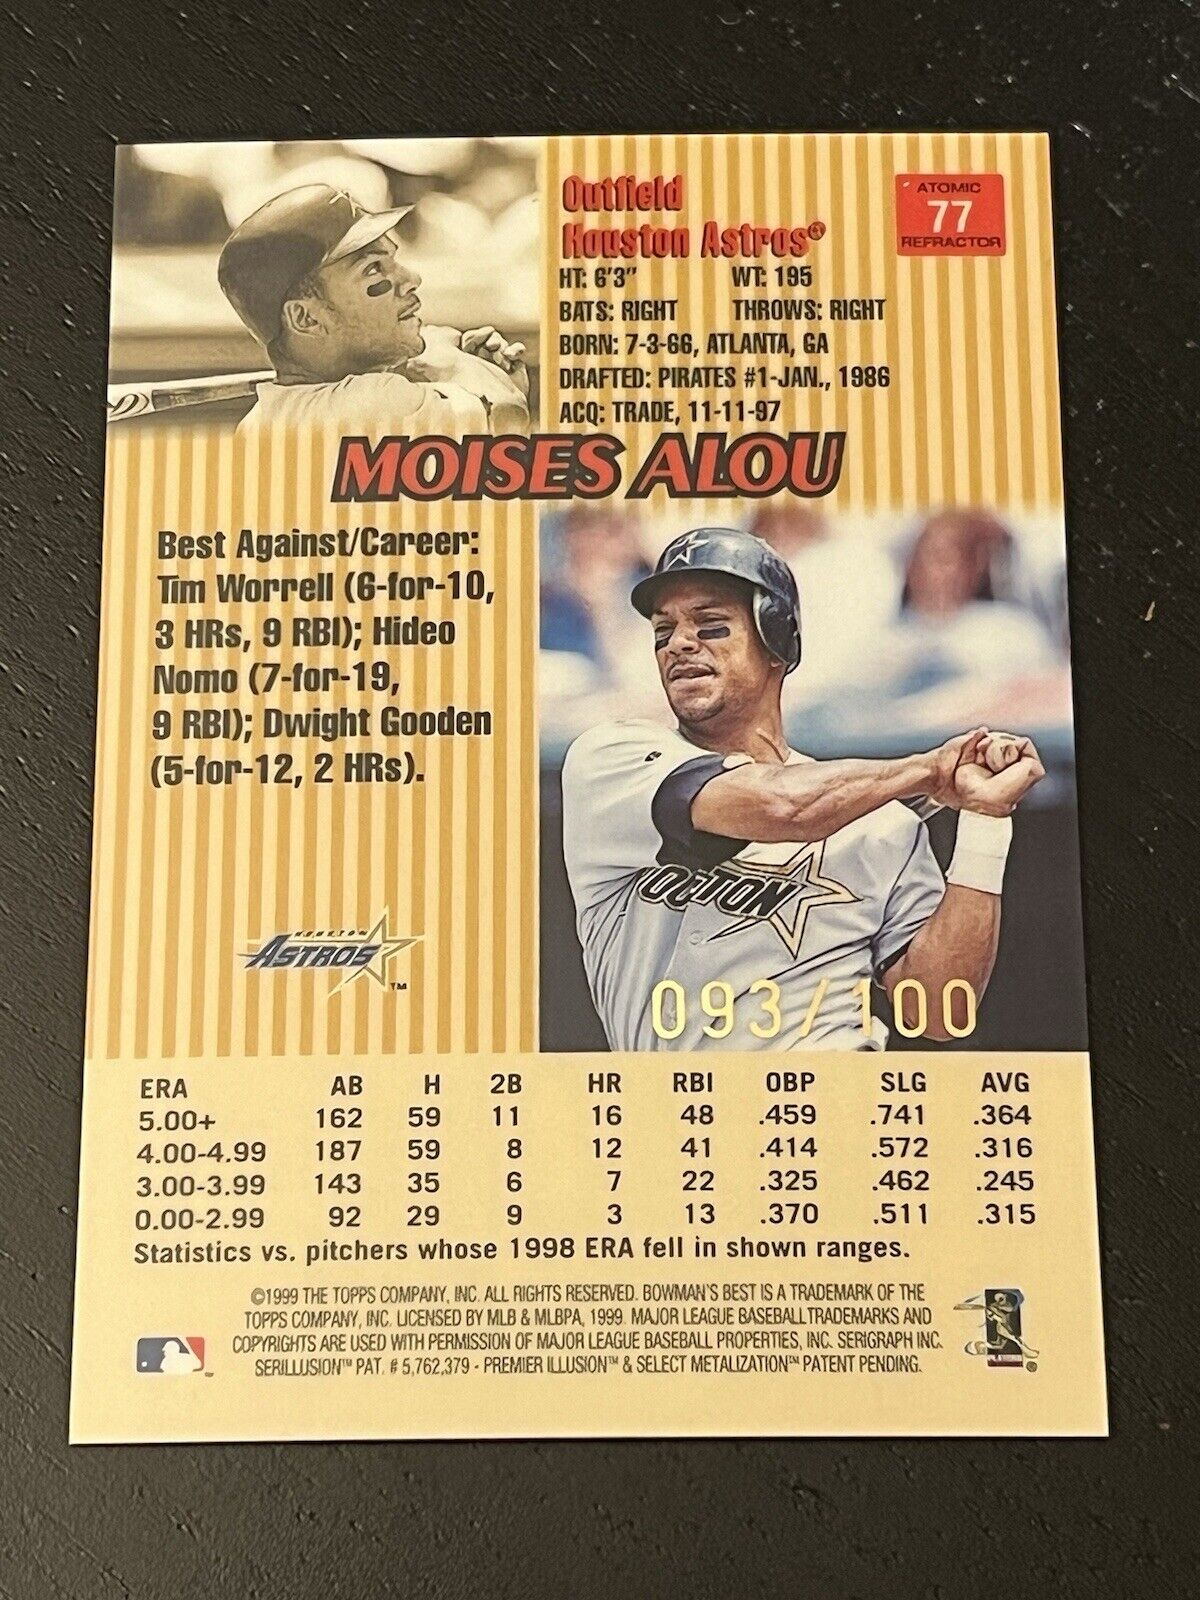 Outfield
Houston Astros®
ATOMIC
77
REFRACTOR
HT: 6'3" WT: 195
BATS: RIGHT THROWS: RIGHT
BORN: 7-3-66, ATLANTA, GA
DRAFTED: PIRATES #1-JAN., 1986
ACQ: TRADE, 11-11-97
MOISES ALOU
Best Against/Career:
Tim Worrell (6-for-10,
3 HRs, 9 RBI); Hideo
Nomo (7-for-19,
9 RBI); Dwight Gooden
(5-for-12, 2 HRs).
HOUSTON
ASTROS™
093/100
ERA AB H 2B HR RBI OBP SLG AVG
5.00+ 162 59 11 16 48 .459 .741 .364
4.00-4.99 187 59 8 12 41 .414 .572 .316
3.00-3.99 143 35 6 7 22 .325 .462 .245
0.00-2.99 92 29 9 3 13 .370 .511 .315
Statistics vs. pitchers whose 1998 ERA fell in shown ranges.
©1999 THE TOPPS COMPANY, INC. ALL RIGHTS RESERVED. BOWMAN'S BEST IS A TRADEMARK OF THE
TOPPS COMPANY, INC. LICENSED BY MLB & MLBPA, 1999. MAJOR LEAGUE BASEBALL TRADEMARKS AND
COPYRIGHTS ARE USED WITH PERMISSION OF MAJOR LEAGUE BASEBALL PROPERTIES, INC. SERIGRAPH INC.
SERILLUSION™ PAT. # 5,762,379 - PREMIER ILLUSION™ & SELECT METALIZATION™ PATENT PENDING.